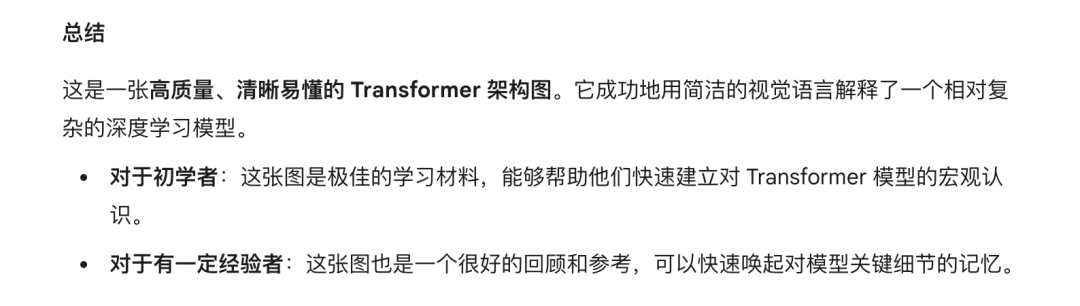 总结
这是一张高质量、清晰易懂的 Transformer 架构图。它成功地用简洁的视觉语言解释了一个相对复
杂的深度学习模型。
• 对于初学者：这张图是极佳的学习材料，能够帮助他们快速建立对 Transformer 模型的宏观认
识。
• 对于有一定经验者：这张图也是一个很好的回顾和参考，可以快速唤起对模型关键细节的记忆。